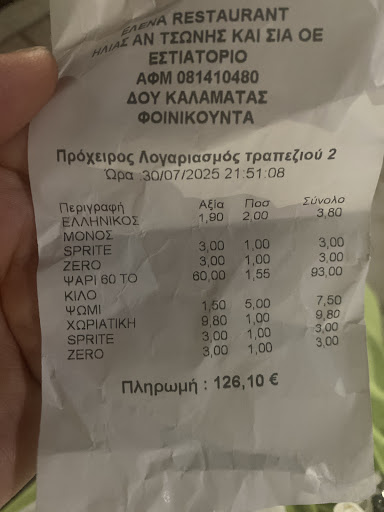 ΕΛΕΝΑ RESTAURANT
ΗΛΙΑΣ ΑΝ ΤΣΩΝΗΣ ΚΑΙ ΣΙΑ ΟΕ
ΕΣΤΙΑΤΟΡΙΟ
ΑΦΜ 081410480
ΔΟΥ ΚΑΛΑΜΑΤΑΣ
ΦΟΙΝΙΚΟΥΝΤΑ
Πρόχειρος Λογαριασμός τραπεζιού 2
Ώρα :30/07/2025 21:51:08
Περιγραφή Αξία Ποσ Σύνολο
ΕΛΛΗΝΙΚΟΣ 1,90 2,00 3,80
ΜΟΝΟΣ
SPRITE 3,00 1,00 3,00
ZERO 3,00 1,00 3,00
ΨΑΡΙ 60 ΤΟ 60,00 1,55 93,00
ΚΙΛΟ
ΨΩΜΙ 1,50 5,00 7,50
ΧΩΡΙΑΤΙΚΗ 9,80 1,00 9,80
SPRITE 3,00 1,00 3,00
ZERO 3,00 1,00 3,00
Πληρωμή : 126,10 €